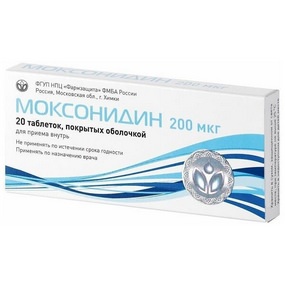 ФГУП НПЦ «Фармзащита» ФМБА России
Россия, Московская обл., г. Химки
МОКСОНИДИН 200 мкг
20 таблеток, покрытых оболочкой
для приема внутрь
Не применять по истечении срока годности
Применять по назначению врача